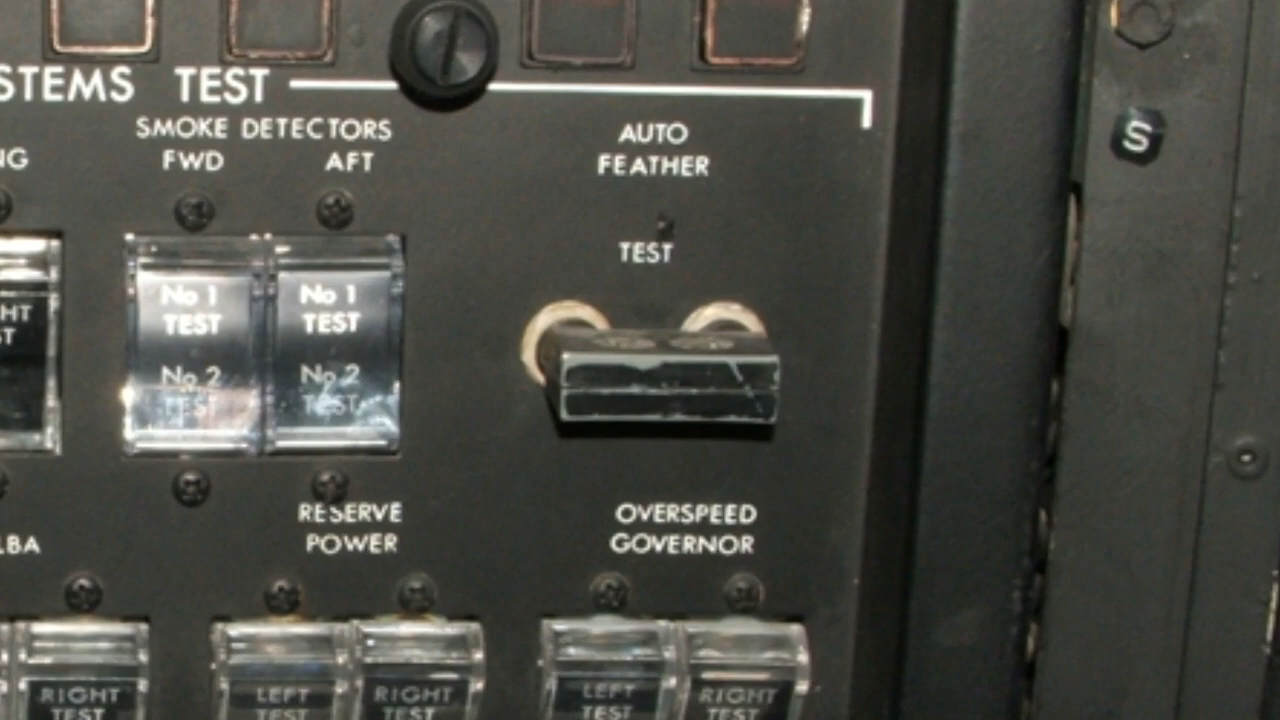 STEMS TEST
SMOKE DETECTORS
FWD AFT
AUTO
FEATHER
S
NG
TEST
No 1
TEST
No 2
TEST
No 1
TEST
No 2
TEST
HT
ST
RESERVE
POWER
OVERSPEED
GOVERNOR
LBA
RIGHT
TEST
LEFT
TEST
RIGHT
TEST
LEFT
TEST
RIGHT
TEST